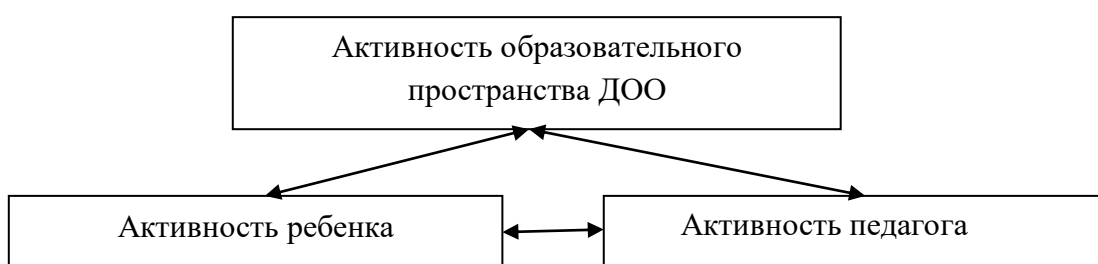 Активность образовательного
пространства ДОО
Активность ребенка
Активность педагога